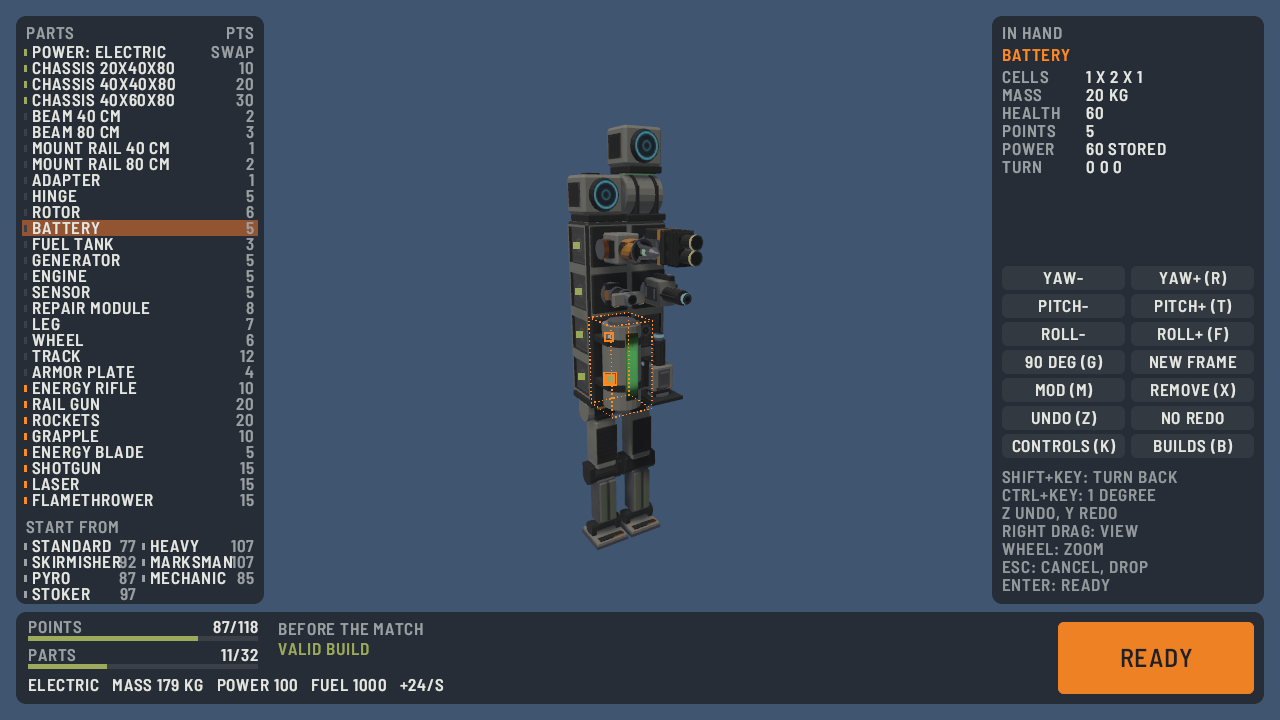 PARTS PTS
POWER: ELECTRIC SWAP
CHASSIS 20X40X80 10
CHASSIS 40X40X80 20
CHASSIS 40X60X80 30
BEAM 40 CM 2
BEAM 80 CM 3
MOUNT RAIL 40 CM 1
MOUNT RAIL 80 CM 2
ADAPTER 1
HINGE 5
ROTOR 6
BATTERY 5
FUEL TANK 3
GENERATOR 5
ENGINE 5
SENSOR 5
REPAIR MODULE 8
LEG 7
WHEEL 6
TRACK 12
ARMOR PLATE 4
ENERGY RIFLE 10
RAIL GUN 20
ROCKETS 20
GRAPPLE 10
ENERGY BLADE 5
SHOTGUN 15
LASER 15
FLAMETHROWER 15
START FROM
STANDARD 77 HEAVY 107
SKIRMISHER 92 MARKSMAN 107
PYRO 87 MECHANIC 85
STOKER 97
IN HAND
BATTERY
CELLS 1 X 2 X 1
MASS 20 KG
HEALTH 60
POINTS 5
POWER 60 STORED
TURN 0 0 0
YAW- YAW+ (R)
PITCH- PITCH+ (T)
ROLL- ROLL+ (F)
90 DEG (G) NEW FRAME
MOD (M) REMOVE (X)
UNDO (Z) NO REDO
CONTROLS (K) BUILDS (B)
SHIFT+KEY: TURN BACK
CTRL+KEY: 1 DEGREE
Z UNDO, Y REDO
RIGHT DRAG: VIEW
WHEEL: ZOOM
ESC: CANCEL, DROP
ENTER: READY
POINTS 87/118
PARTS 11/32
BEFORE THE MATCH
VALID BUILD
ELECTRIC MASS 179 KG POWER 100 FUEL 1000 +24/S
READY